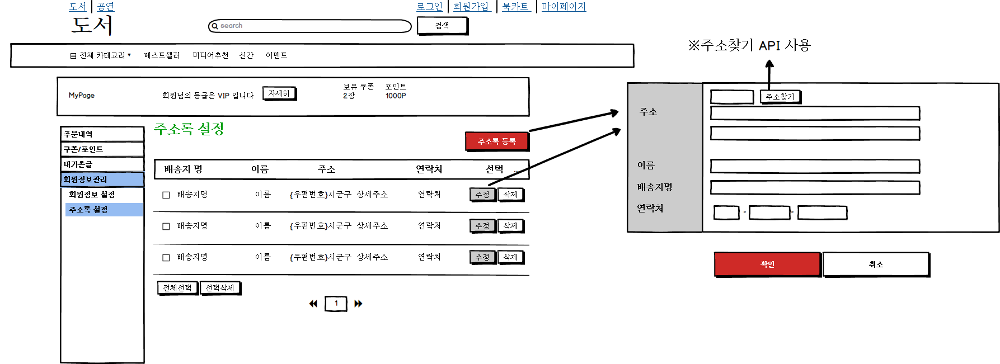 도서 | 공연
로그인 | 회원가입 | 북카트 | 마이페이지
도서
search
검색
전체 카테고리 ▾ 베스트셀러 미디어추천 신간 이벤트
MyPage
회원님의 등급은 VIP 입니다
자세히
보유 쿠폰 포인트
2장 1000P
주문내역
쿠폰/포인트
내가쓴글
회원정보관리
회원정보 설정
주소록 설정
주소록 설정
주소록 등록
배송지 명 이름 주소 연락처 선택 ...
배송지명 이름 {우편번호}시군구 상세주소 연락처 수정 삭제
배송지명 이름 {우편번호}시군구 상세주소 연락처 수정 삭제
배송지명 이름 {우편번호}시군구 상세주소 연락처 수정 삭제
전체선택 선택삭제
1
※주소찾기 API 사용
주소찾기
주소
이름
배송지명
연락처 - -
확인 취소